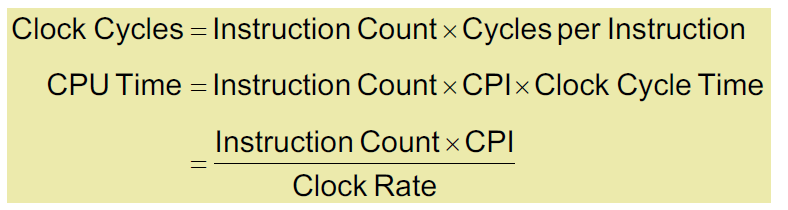 Clock Cycles = Instruction Count × Cycles per Instruction
CPU Time = Instruction Count × CPI × Clock Cycle Time
= Instruction Count × CPI
Clock Rate